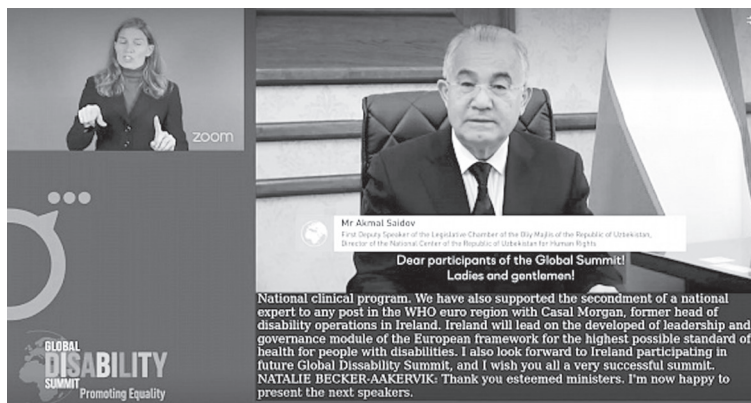 zoom
Mr Akmal Saidov
First Deputy Speaker of the Legislative Chamber of the Oliy Majlis of the Republic of Uzbekistan,
Director of the National Center of the Republic of Uzbekistan for Human Rights
Dear participants of the Global Summit!
Ladies and gentlemen!
National clinical program. We have also supported the secondment of a national
expert to any post in the WHO euro region with Casal Morgan, former head of
disability operations in Ireland. Ireland will lead on the developed of leadership and
governance module of the European framework for the highest possible standard of
health for people with disabilities. I also look forward to Ireland participating in
future Global Dissability Summit, and I wish you all a very successful summit.
NATALIE BECKER-AAKERVIK: Thank you esteemed ministers. I'm now happy to
present the next speakers.
GLOBAL
DISABILITY
SUMMIT
Promoting Equality